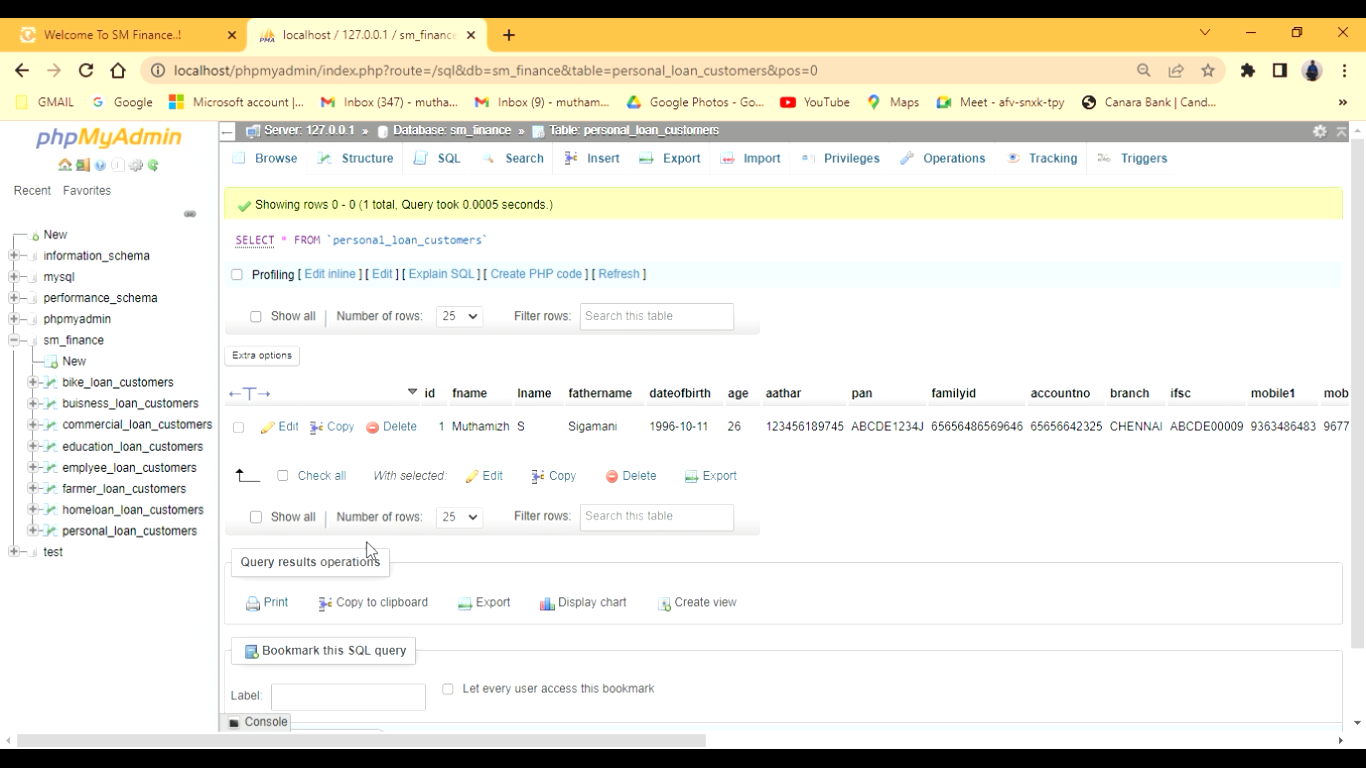 Welcome To SM Finance..!
localhost / 127.0.0.1 / sm_finance
localhost/phpmyadmin/index.php?route=/sql&db=sm_finance&table=personal_loan_customers&pos=0
GMAIL Google Microsoft account |... Inbox (347) - mutha... Inbox (9) - mutham... Google Photos - Go... YouTube Maps Meet - afv-snxk-tpy Canara Bank | Cand... »
phpMyAdmin
Recent Favorites
New
information_schema
mysql
performance_schema
phpmyadmin
sm_finance
New
bike_loan_customers
buisness_loan_customers
commercial_loan_customers
education_loan_customers
emplyee_loan_customers
farmer_loan_customers
homeloan_loan_customers
personal_loan_customers
test
Server: 127.0.0.1 » Database: sm_finance » Table: personal_loan_customers
Browse Structure SQL Search Insert Export Import Privileges Operations Tracking Triggers
Showing rows 0 - 0 (1 total, Query took 0.0005 seconds.)
SELECT * FROM `personal_loan_customers`
Profiling [ Edit inline ] [ Edit ] [ Explain SQL ] [ Create PHP code ] [ Refresh ]
Show all | Number of rows: 25 Filter rows: Search this table
Extra options
←T→ id fname lname fathername dateofbirth age aathar pan familyid accountno branch ifsc mobile1 mob
Edit Copy Delete 1 Muthamizh S Sigamani 1996-10-11 26 123456189745 ABCDE1234J 65656486569646 65656642325 CHENNAI ABCDE00009 9363486483 9677
Check all With selected: Edit Copy Delete Export
Show all | Number of rows: 25 Filter rows: Search this table
Query results operations
Print Copy to clipboard Export Display chart Create view
Bookmark this SQL query
Label: Let every user access this bookmark
Console